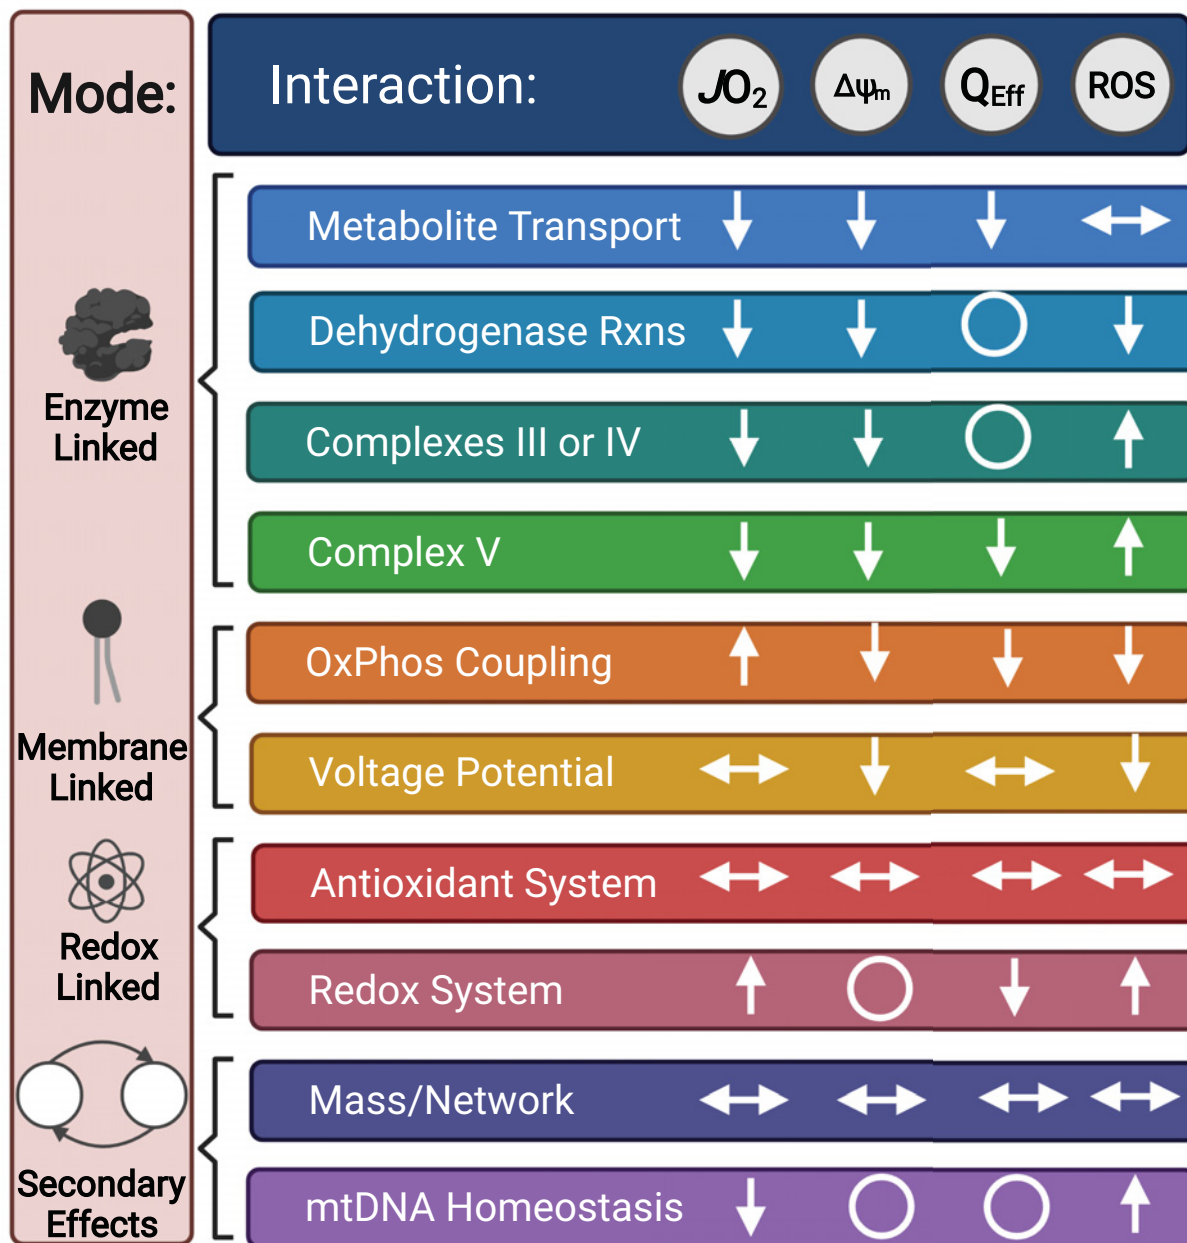 Mode:
Interaction: JO₂ Δψₘ Q_Eff ROS
Metabolite Transport
Dehydrogenase Rxns
Complexes III or IV
Complex V
Enzyme
Linked
OxPhos Coupling
Voltage Potential
Membrane
Linked
Antioxidant System
Redox System
Redox
Linked
Mass/Network
mtDNA Homeostasis
Secondary
Effects